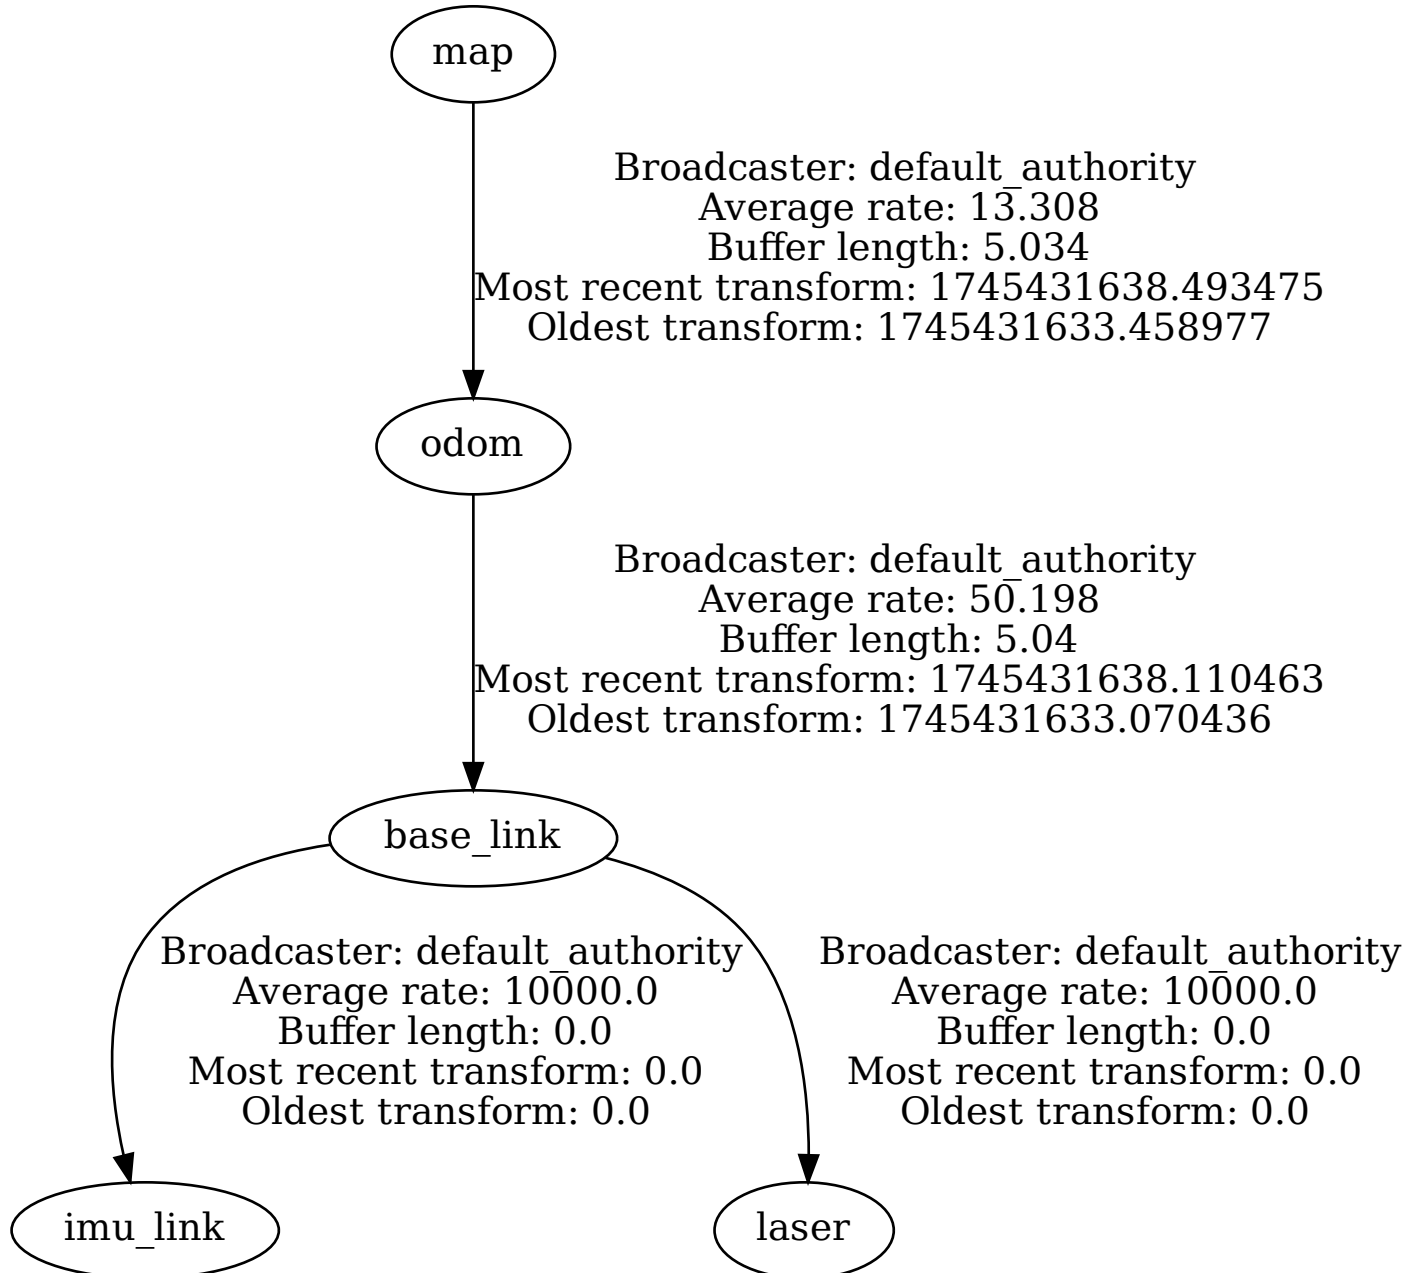 map
Broadcaster: default_authority
Average rate: 13.308
Buffer length: 5.034
Most recent transform: 1745431638.493475
Oldest transform: 1745431633.458977
odom
Broadcaster: default_authority
Average rate: 50.198
Buffer length: 5.04
Most recent transform: 1745431638.110463
Oldest transform: 1745431633.070436
base_link
Broadcaster: default_authority
Average rate: 10000.0
Buffer length: 0.0
Most recent transform: 0.0
Oldest transform: 0.0
Broadcaster: default_authority
Average rate: 10000.0
Buffer length: 0.0
Most recent transform: 0.0
Oldest transform: 0.0
imu_link
laser